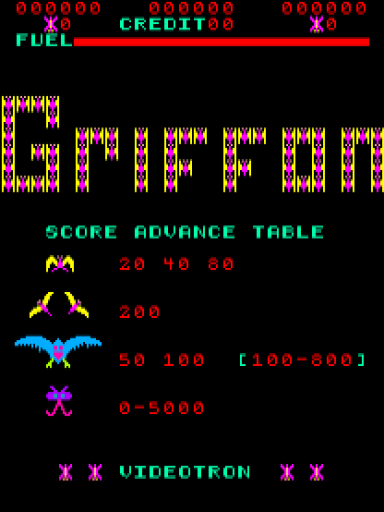 000000 000000 000000
0 CREDIT00 0
FUEL
Griffon
SCORE ADVANCE TABLE
20 40 80
200
50 100 [100-800]
0-5000
VIDEOTRON